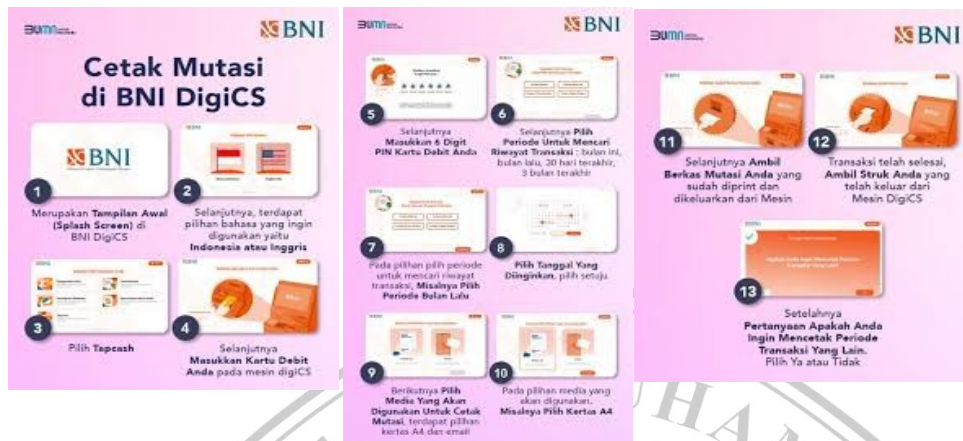 BUMN
BNI
Cetak Mutasi
di BNI DigiCS
BNI
1
Merupakan Tampilan Awal
(Splash Screen) di
BNI DigiCS
2
Selanjutnya, terdapat
pilihan bahasa yang ingin
digunakan yaitu
Indonesia atau Inggris
3
Pilih Tapcash
4
Selanjutnya
Masukkan Kartu Debit
Anda pada mesin digiCS
BUMN
BNI
5
Selanjutnya
Masukkan 6 Digit
PIN Kartu Debit Anda
6
Selanjutnya Pilih
Periode Untuk Mencari
Riwayat Transaksi : bulan ini,
bulan lalu, 30 hari terakhir,
3 bulan terakhir
7
Pada pilihan pilih periode
untuk mencari riwayat
transaksi, Misalnya Pilih
Periode Bulan Lalu
8
Pilih Tanggal Yang
Diinginkan, pilih setuju.
9
Berikutnya Pilih
Media Yang Akan
Digunakan Untuk Cetak
Mutasi, terdapat pilihan
kertas A4 dan email
10
Pada pilihan media yang
akan digunakan,
Misalnya Pilih Kertas A4
BUMN
BNI
11
Selanjutnya Ambil
Berkas Mutasi Anda yang
sudah diprint dan
dikeluarkan dari Mesin
12
Transaksi telah selesai,
Ambil Struk Anda yang
telah keluar dari
Mesin DigiCS
13
Setelahnya
Pertanyaan Apakah Anda
Ingin Mencetak Periode
Transaksi Yang Lain.
Pilih Ya atau Tidak
UHA